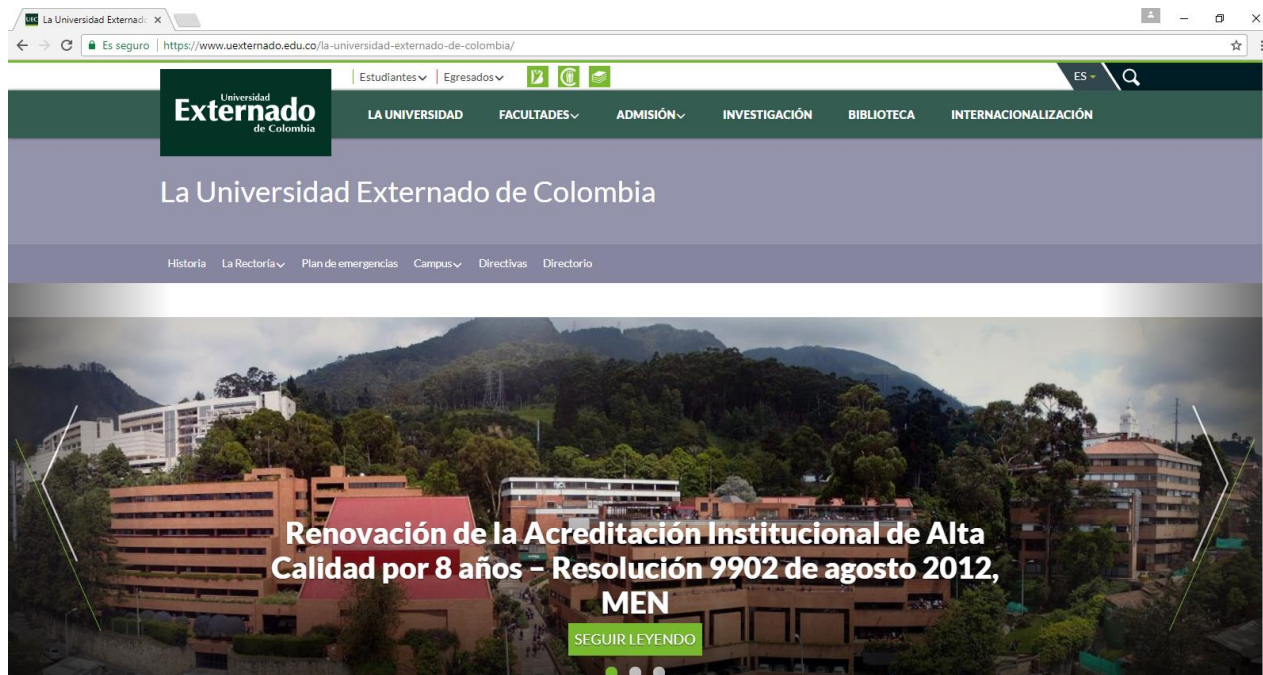 UEC La Universidad Externado
Es seguro https://www.uexternado.edu.co/la-universidad-externado-de-colombia/
Estudiantes Egresados ES
Universidad
Externado
de Colombia
LA UNIVERSIDAD FACULTADES ADMISIÓN INVESTIGACIÓN BIBLIOTECA INTERNACIONALIZACIÓN
La Universidad Externado de Colombia
Historia La Rectoría Plan de emergencias Campus Directivas Directorio
Renovación de la Acreditación Institucional de Alta
Calidad por 8 años – Resolución 9902 de agosto 2012,
MEN
SEGUIR LEYENDO